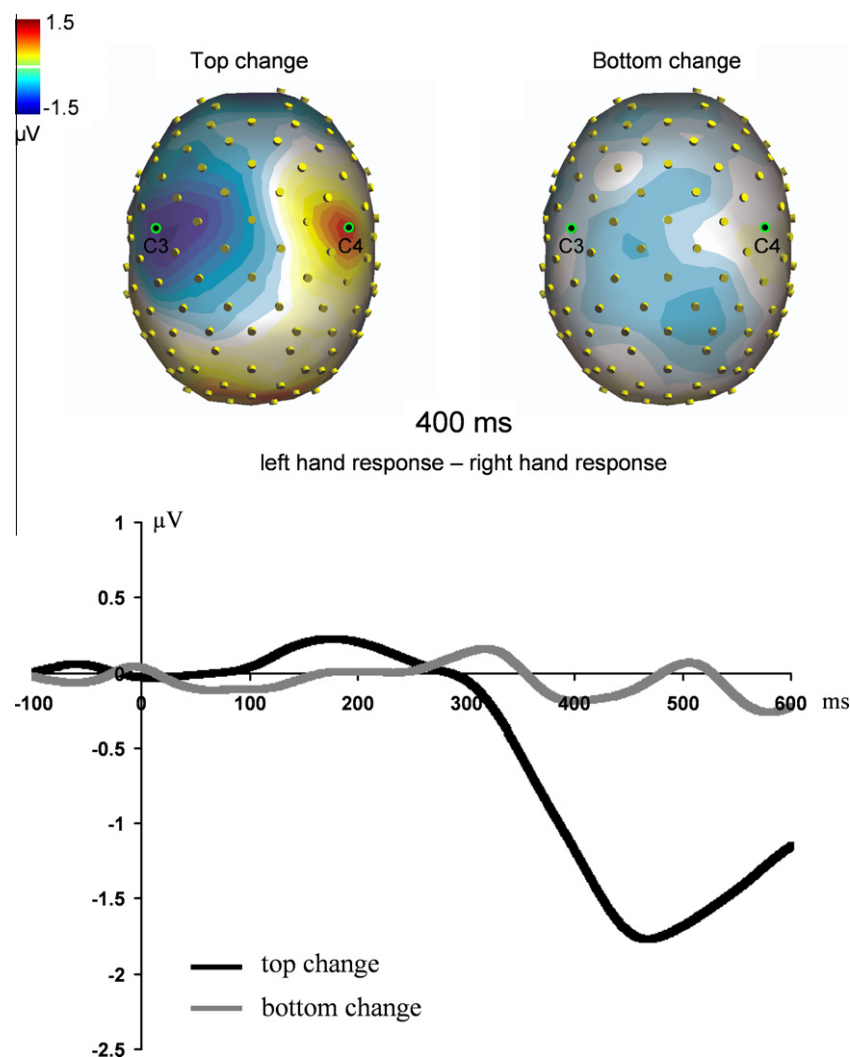 1.5
-1.5
µV
Top change
Bottom change
C3
C4
C3
C4
400 ms
left hand response – right hand response
µV
1
0.5
0
-0.5
-1
-1.5
-2
-2.5
-100
0
100
200
300
400
500
600
ms
top change
bottom change